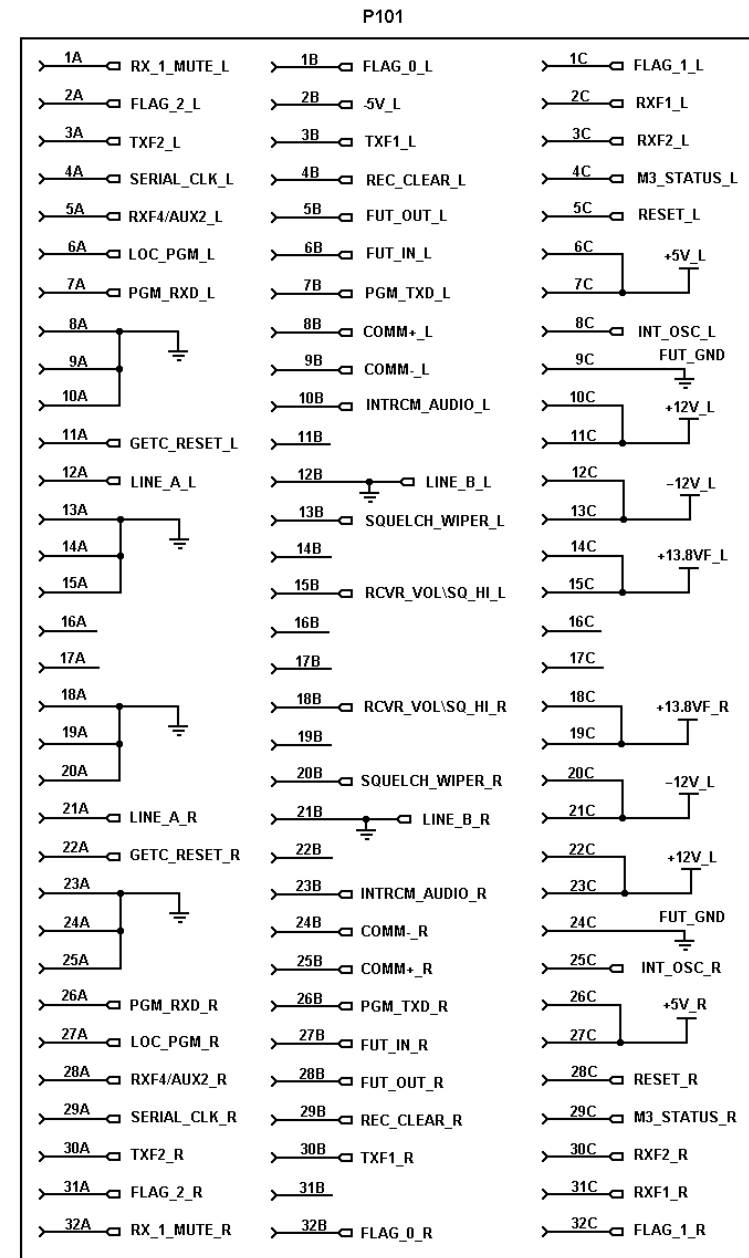 P101
1A RX_1_MUTE_L 1B FLAG_0_L 1C FLAG_1_L
2A FLAG_2_L 2B -5V_L 2C RXF1_L
3A TXF2_L 3B TXF1_L 3C RXF2_L
4A SERIAL_CLK_L 4B REC_CLEAR_L 4C M3_STATUS_L
5A RXF4/AUX2_L 5B FUT_OUT_L 5C RESET_L
6A LOC_PGM_L 6B FUT_IN_L 6C +5V_L
7A PGM_RXD_L 7B PGM_TXD_L 7C
8A 8B COMM+_L 8C INT_OSC_L
9A 9B COMM-_L 9C FUT_GND
10A 10B INTRCM_AUDIO_L 10C +12V_L
11A GETC_RESET_L 11B 11C
12A LINE_A_L 12B LINE_B_L 12C -12V_L
13A 13B SQUELCH_WIPER_L 13C
14A 14B 14C +13.8VF_L
15A 15B RCVR_VOL\SQ_HI_L 15C
16A 16B 16C
17A 17B 17C
18A 18B RCVR_VOL\SQ_HI_R 18C +13.8VF_R
19A 19B 19C
20A 20B SQUELCH_WIPER_R 20C -12V_L
21A LINE_A_R 21B LINE_B_R 21C
22A GETC_RESET_R 22B 22C +12V_L
23A 23B INTRCM_AUDIO_R 23C
24A 24B COMM-_R 24C FUT_GND
25A 25B COMM+_R 25C INT_OSC_R
26A PGM_RXD_R 26B PGM_TXD_R 26C +5V_R
27A LOC_PGM_R 27B FUT_IN_R 27C
28A RXF4/AUX2_R 28B FUT_OUT_R 28C RESET_R
29A SERIAL_CLK_R 29B REC_CLEAR_R 29C M3_STATUS_R
30A TXF2_R 30B TXF1_R 30C RXF2_R
31A FLAG_2_R 31B 31C RXF1_R
32A RX_1_MUTE_R 32B FLAG_0_R 32C FLAG_1_R